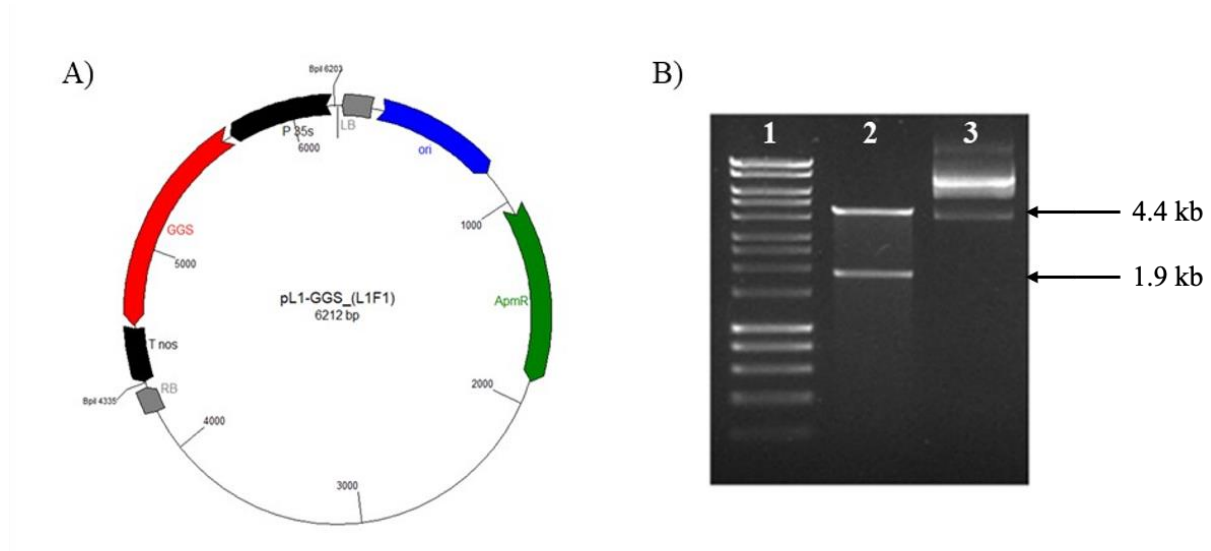 A)
BpiI 6203
LB
P 35s
6000
ori
GGS
1000
5000
pL1-GGS_(L1F1)
6212 bp
ApmR
T nos
RB
BpiI 4335
2000
4000
3000
B)
1 2 3
4.4 kb
1.9 kb